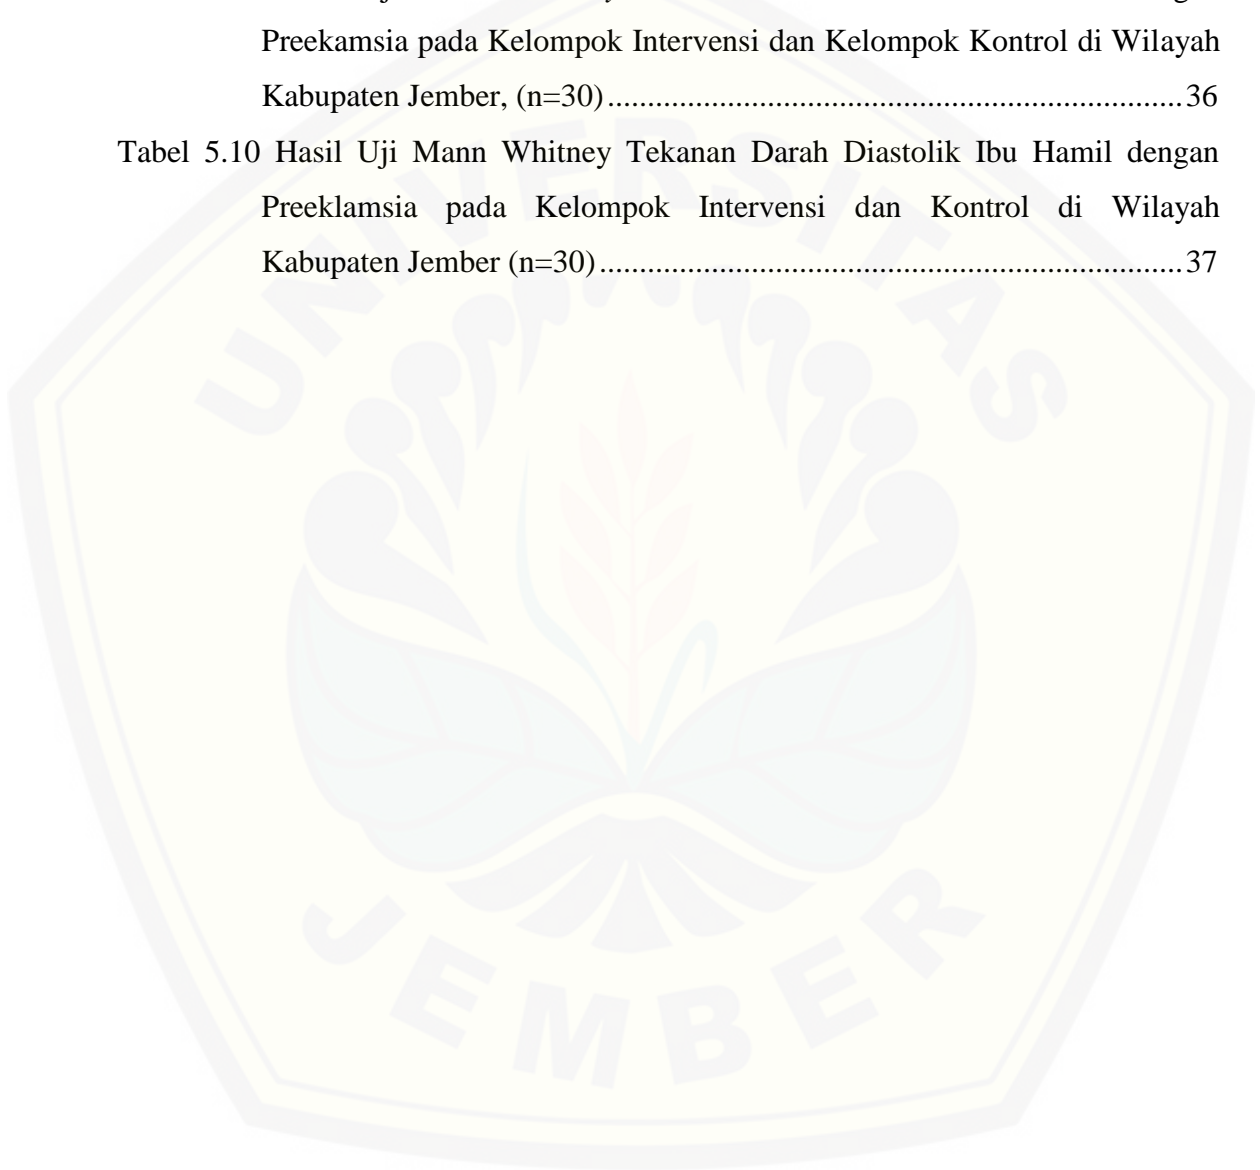 Preekamsia pada Kelompok Intervensi dan Kelompok Kontrol di Wilayah
Kabupaten Jember, (n=30)........................................................................36
Tabel 5.10 Hasil Uji Mann Whitney Tekanan Darah Diastolik Ibu Hamil dengan
Preeklamsia pada Kelompok Intervensi dan Kontrol di Wilayah
Kabupaten Jember (n=30).........................................................................37
UNIVERSITAS
JEMBER